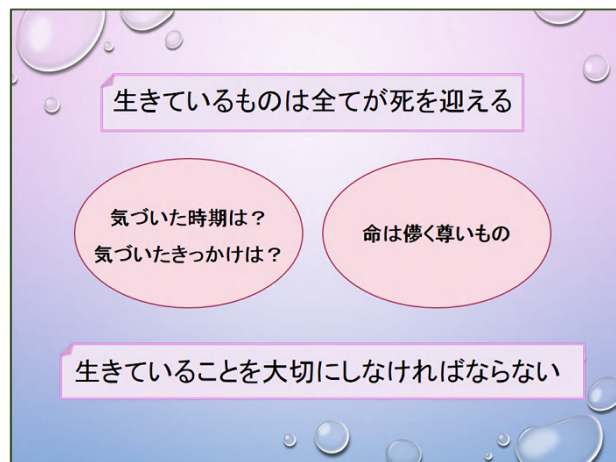 生きているものは全てが死を迎える
気づいた時期は？
気づいたきっかけは？
命は儚く尊いもの
生きていることを大切にしなければならない